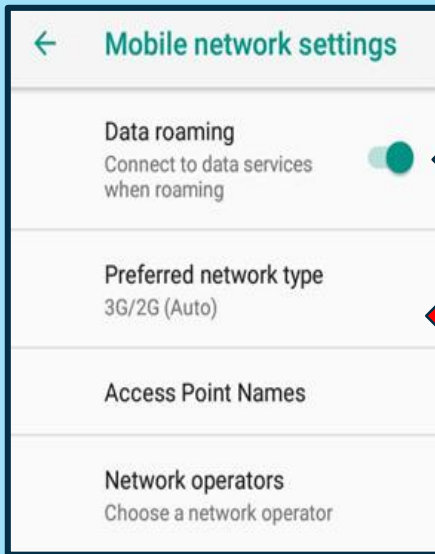 Mobile network settings
Data roaming
Connect to data services
when roaming
Preferred network type
3G/2G (Auto)
Access Point Names
Network operators
Choose a network operator